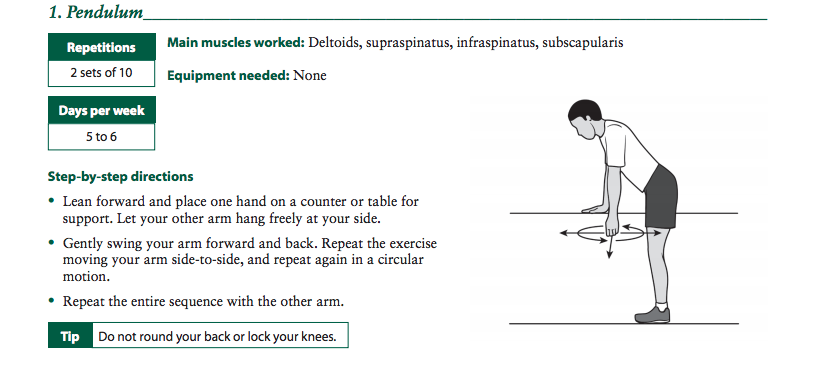 1. Pendulum
Repetitions
2 sets of 10
Main muscles worked: Deltoids, supraspinatus, infraspinatus, subscapularis
Equipment needed: None
Days per week
5 to 6
Step-by-step directions
• Lean forward and place one hand on a counter or table for
support. Let your other arm hang freely at your side.
• Gently swing your arm forward and back. Repeat the exercise
moving your arm side-to-side, and repeat again in a circular
motion.
• Repeat the entire sequence with the other arm.
Tip Do not round your back or lock your knees.